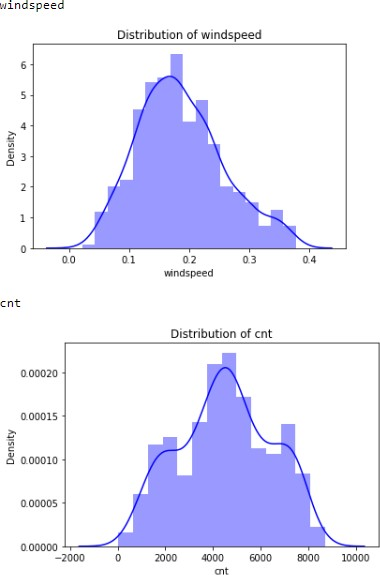 windspeed
Distribution of windspeed
6
5
4
3
2
1
0
Density
0.0 0.1 0.2 0.3 0.4
windspeed
cnt
Distribution of cnt
0.00020
0.00015
0.00010
0.00005
0.00000
Density
−2000 0 2000 4000 6000 8000 10000
cnt